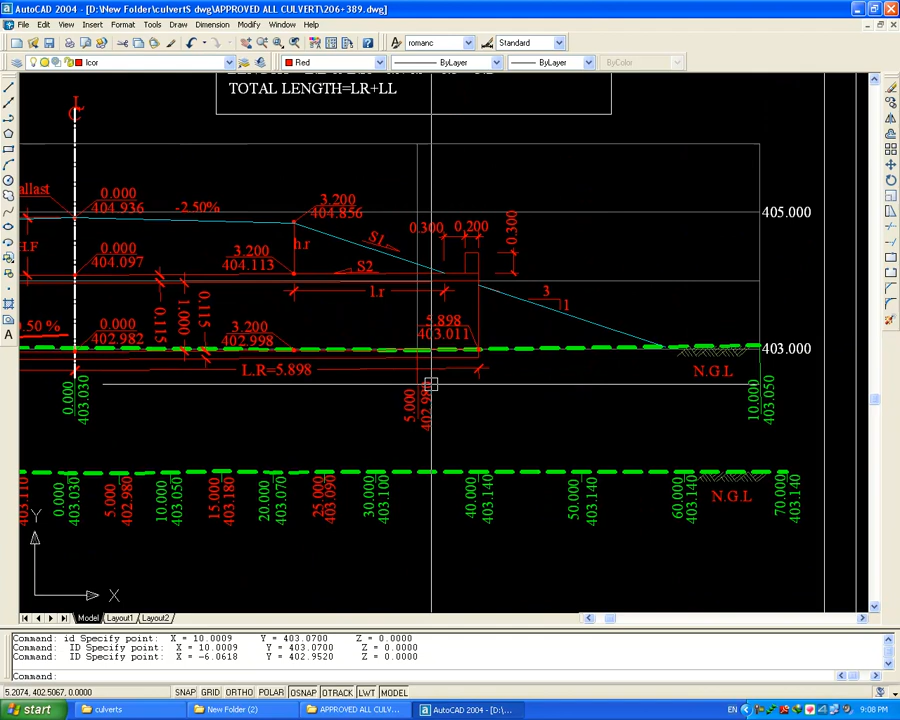 AutoCAD 2004 - [D:\New Folder\culvertS dwg\APPROVED ALL CULVERT\206+389.dwg]
File Edit View Insert Format Tools Draw Dimension Modify Window Help
romanc Standard
lcor Red ByLayer ByLayer ByColor
TOTAL LENGTH=LR+LL
C L
allast
0.000
404.936
-2.50%
3.200
404.856
405.000
0.300
0.200
0.300
S1
h.r
H.F
0.000
404.097
3.200
404.113
S2
l.r
3
1
0.115
1.000
0.115
.50 %
0.000
402.982
3.200
402.998
.898
403.011
403.000
L.R=5.898
N.G.L
0.000
403.030
5.000
10.000
403.050
403.110
0.000
403.030
5.000
402.980
10.000
403.050
15.000
403.180
20.000
403.070
25.000
403.090
30.000
403.100
40.000
403.140
50.000
403.140
60.000
403.140
70.000
403.140
N.G.L
Y
X
Model Layout1 Layout2
Command: id Specify point: X = 10.0009 Y = 403.0700 Z = 0.0000
Command: ID Specify point: X = 10.0009 Y = 403.0700 Z = 0.0000
Command: ID Specify point: X = -6.0618 Y = 402.9520 Z = 0.0000
Command:
5.2074, 402.5067, 0.0000 SNAP GRID ORTHO POLAR OSNAP OTRACK LWT MODEL
start culverts New Folder (2) APPROVED ALL CULV... AutoCAD 2004 - [D:\... EN 9:08 PM